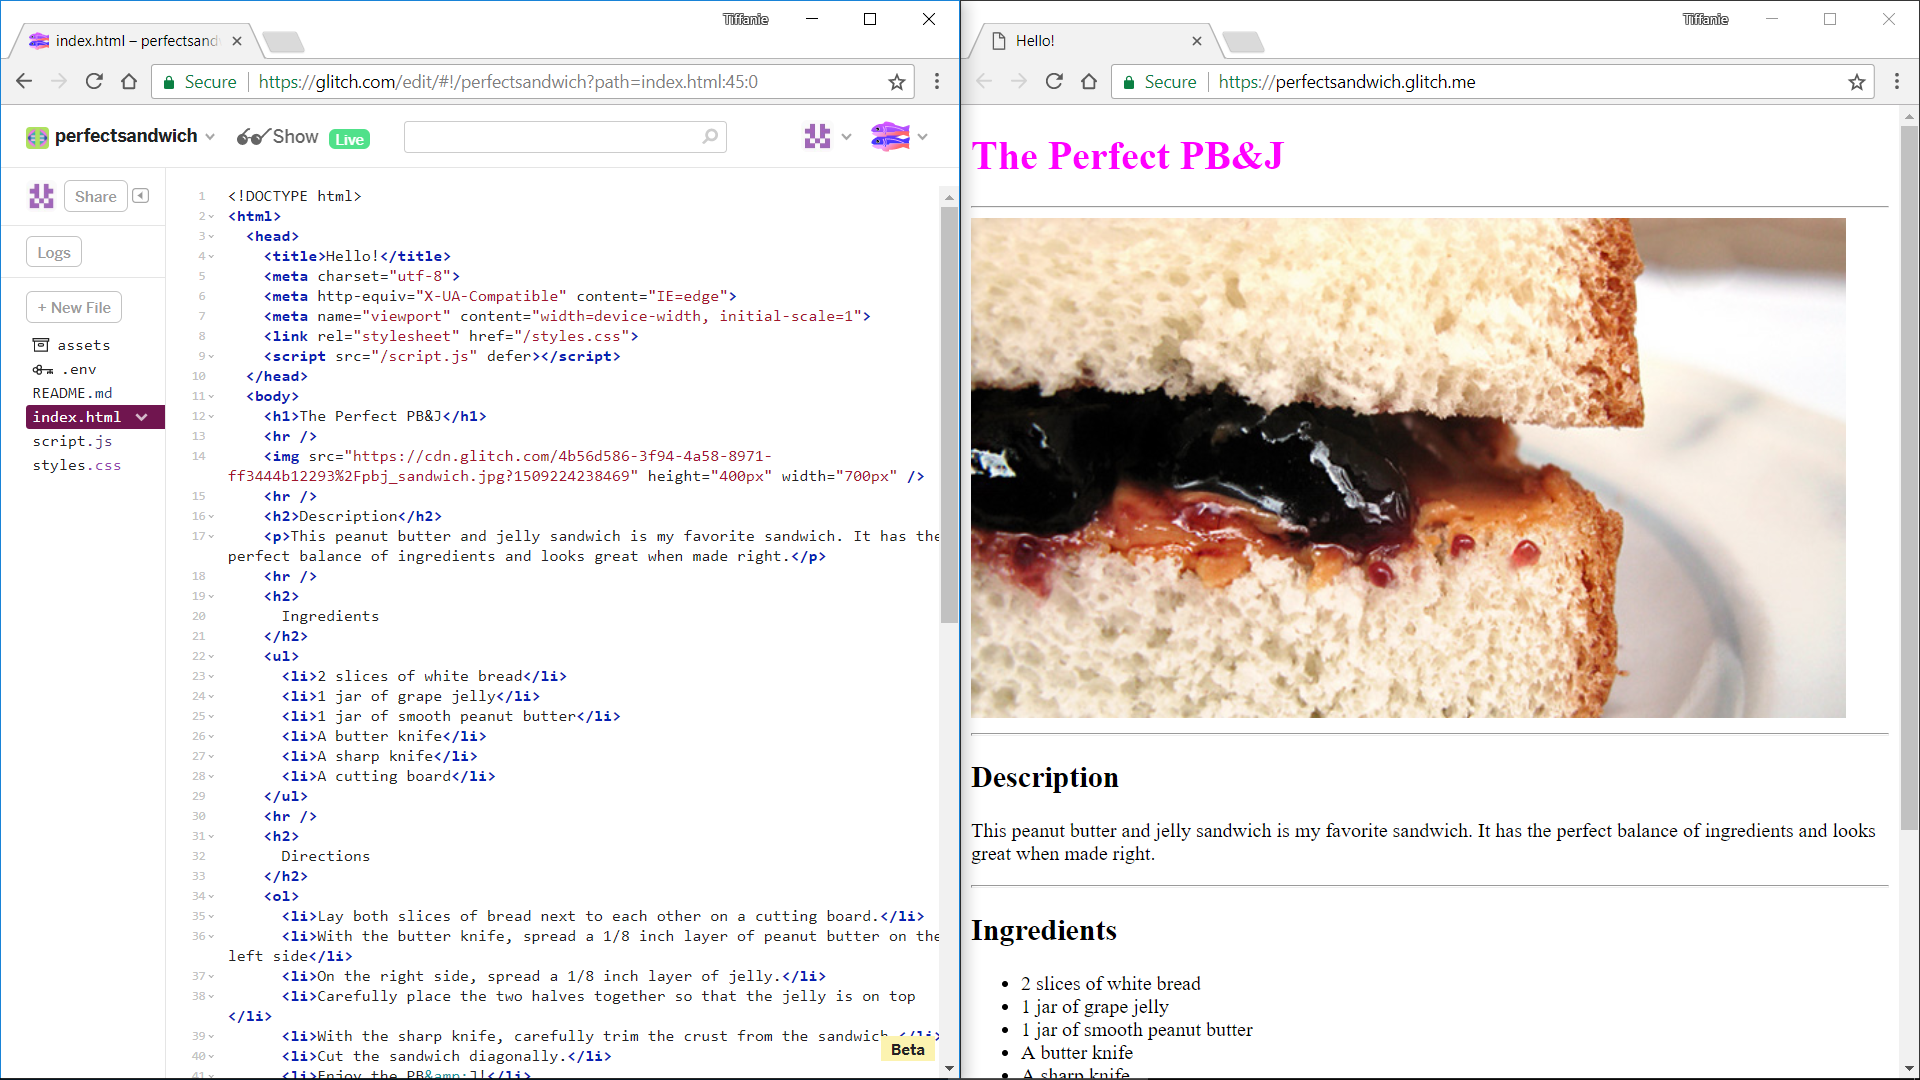 Tiffanie
index.html – perfectsand
Secure https://glitch.com/edit/#!/perfectsandwich?path=index.html:45:0
perfectsandwich Show Live
Share
Logs
+ New File
assets
.env
README.md
index.html
script.js
styles.css
1 <!DOCTYPE html>
2 <html>
3 <head>
4 <title>Hello!</title>
5 <meta charset="utf-8">
6 <meta http-equiv="X-UA-Compatible" content="IE=edge">
7 <meta name="viewport" content="width=device-width, initial-scale=1">
8 <link rel="stylesheet" href="/styles.css">
9 <script src="/script.js" defer></script>
10 </head>
11 <body>
12 <h1>The Perfect PB&J</h1>
13 <hr />
14 <img src="https://cdn.glitch.com/4b56d586-3f94-4a58-8971-
ff3444b12293%2Fpbj_sandwich.jpg?1509224238469" height="400px" width="700px" />
15 <hr />
16 <h2>Description</h2>
17 <p>This peanut butter and jelly sandwich is my favorite sandwich. It has the
perfect balance of ingredients and looks great when made right.</p>
18 <hr />
19 <h2>
20 Ingredients
21 </h2>
22 <ul>
23 <li>2 slices of white bread</li>
24 <li>1 jar of grape jelly</li>
25 <li>1 jar of smooth peanut butter</li>
26 <li>A butter knife</li>
27 <li>A sharp knife</li>
28 <li>A cutting board</li>
29 </ul>
30 <hr />
31 <h2>
32 Directions
33 </h2>
34 <ol>
35 <li>Lay both slices of bread next to each other on a cutting board.</li>
36 <li>With the butter knife, spread a 1/8 inch layer of peanut butter on the
left side</li>
37 <li>On the right side, spread a 1/8 inch layer of jelly.</li>
38 <li>Carefully place the two halves together so that the jelly is on top
</li>
39 <li>With the sharp knife, carefully trim the crust from the sandwich.</li>
40 <li>Cut the sandwich diagonally.</li>
41 <li>Enjoy the PB&amp;J!</li>
Beta
Tiffanie
Hello!
Secure https://perfectsandwich.glitch.me
The Perfect PB&J
Description
This peanut butter and jelly sandwich is my favorite sandwich. It has the perfect balance of ingredients and looks
great when made right.
Ingredients
• 2 slices of white bread
• 1 jar of grape jelly
• 1 jar of smooth peanut butter
• A butter knife
• A sharp knife